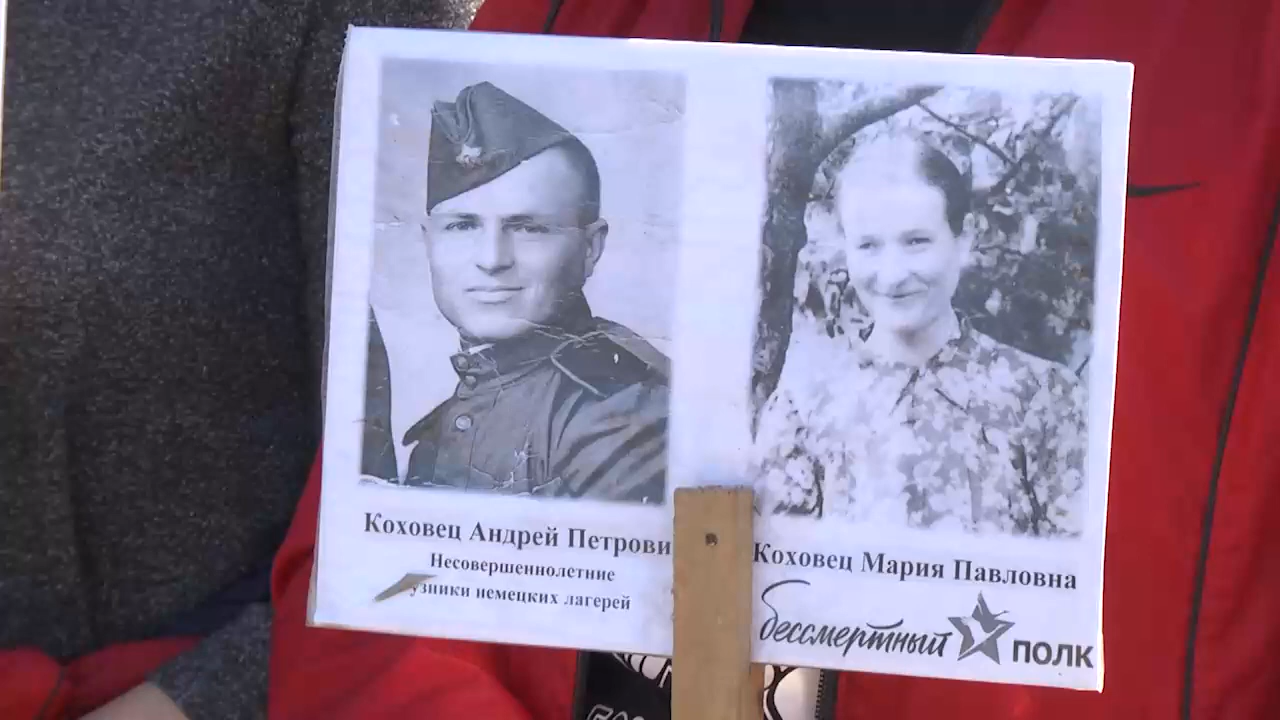 Коховец Андрей Петрови
Несовершеннолетние
узники немецких лагерей
Коховец Мария Павловна
бессмертный полк